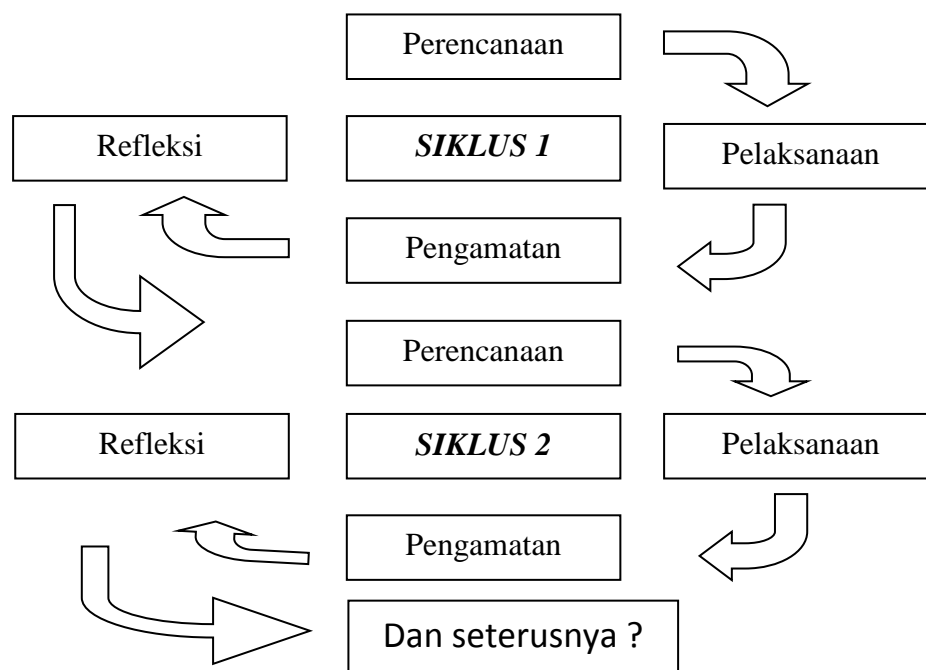 Perencanaan
Refleksi
SIKLUS 1
Pelaksanaan
Pengamatan
Perencanaan
Refleksi
SIKLUS 2
Pelaksanaan
Pengamatan
Dan seterusnya ?